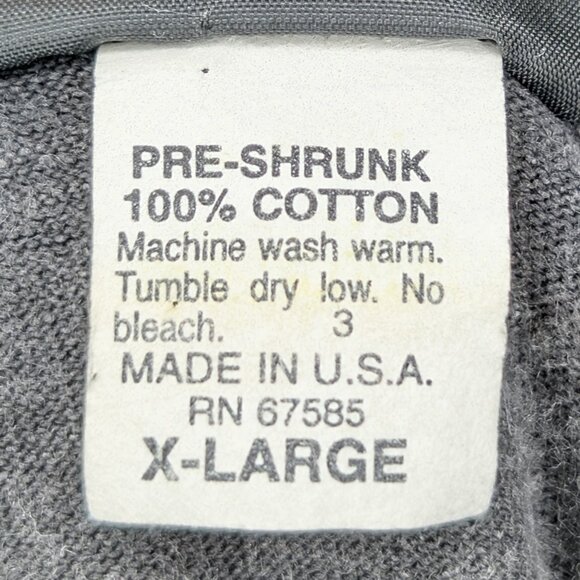 PRE-SHRUNK
100% COTTON
Machine wash warm.
Tumble dry low. No
bleach. 3
MADE IN U.S.A.
RN 67585
X-LARGE